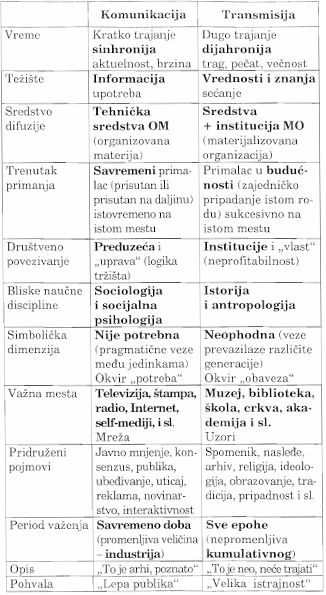 Komunikacija Transmisija
Vreme Kratko trajanje Dugo trajanje
sinhronija dijahronija
aktuelnost, brzina trag, pečat, večnost
Težište Informacija Vrednosti i znanja
upotreba sećanje
Sredstvo Tehnička Sredstva
difuzije sredstva OM + institucija MO
(organizovana (materijalizovana
materija) organizacija)
Trenutak Savremeni prima- Primalac u buduć-
primanja lac (prisutan ili nosti (zajedničko
prisutan na daljinu) pripadanje istom ro-
istovremeno na du) sukcesivno na
istom mestu istom mestu
Društveno Preduzeća i Institucije i „vlast“
povezivanje „uprava“ (logika (neprofitabilnost)
tržišta)
Bliske naučne Sociologija Istorija
discipline i socijalna i antropologija
psihologija
Simbolička Nije potrebna Neophodna (veze
dimenzija (pragmatične veze prevazilaze različite
među jedinkama) generacije)
Okvir „potreba“ Okvir „obaveza“
Važna mesta Televizija, štampa, Muzej, biblioteka,
radio, Internet, škola, crkva, aka-
self-mediji, i sl. demija i sl.
Mreža Uzori
Pridruženi Javno mnjenje, kon- Spomenik, nasleđe,
pojmovi senzus, publika, arhiv, religija, ideolo-
ubeđivanje, uticaj, gija, obrazovanje, tra-
reklama, novinar- dicija, pripadnost i sl.
stvo, interaktivnost
Period važenja Savremeno doba Sve epohe
(promenljiva veličina (nepromenljiva
– industrija) kumulativnog)
Opis „To je arhi, poznato“ „To je neo, neće trajati“
Pohvala „Lepa publika“ „Velika istrajnost“